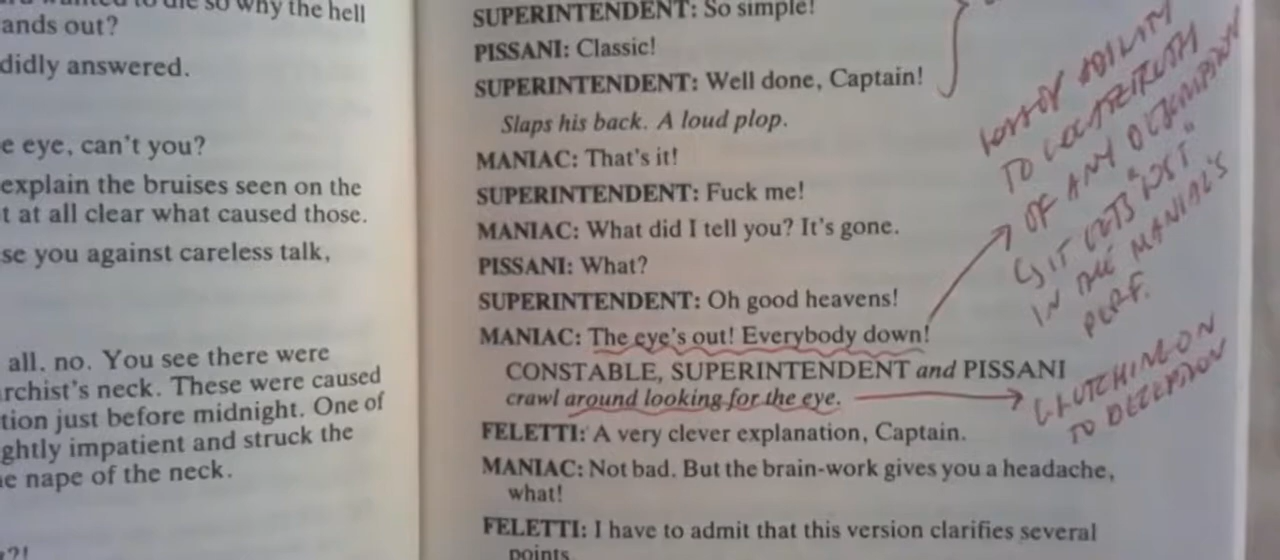 to die so why the hell
ands out?
didly answered.
e eye, can't you?
explain the bruises seen on the
t at all clear what caused those.
se you against careless talk,
all. no. You see there were
rchist's neck. These were caused
tion just before midnight. One of
ghtly impatient and struck the
e nape of the neck.
?!
SUPERINTENDENT: So simple!
PISSANI: Classic!
SUPERINTENDENT: Well done, Captain!
Slaps his back. A loud plop.
MANIAC: That's it!
SUPERINTENDENT: Fuck me!
MANIAC: What did I tell you? It's gone.
PISSANI: What?
SUPERINTENDENT: Oh good heavens!
MANIAC: The eye's out! Everybody down!
CONSTABLE, SUPERINTENDENT and PISSANI
crawl around looking for the eye.
FELETTI: A very clever explanation, Captain.
MANIAC: Not bad. But the brain-work gives you a headache,
what!
FELETTI: I have to admit that this version clarifies several
points.
ABILITY
TO
OF ANY
IT GETS "LOST"
IN THE MANIAC'S
PERF.
CLUTCHING ON
TO DECEPTION